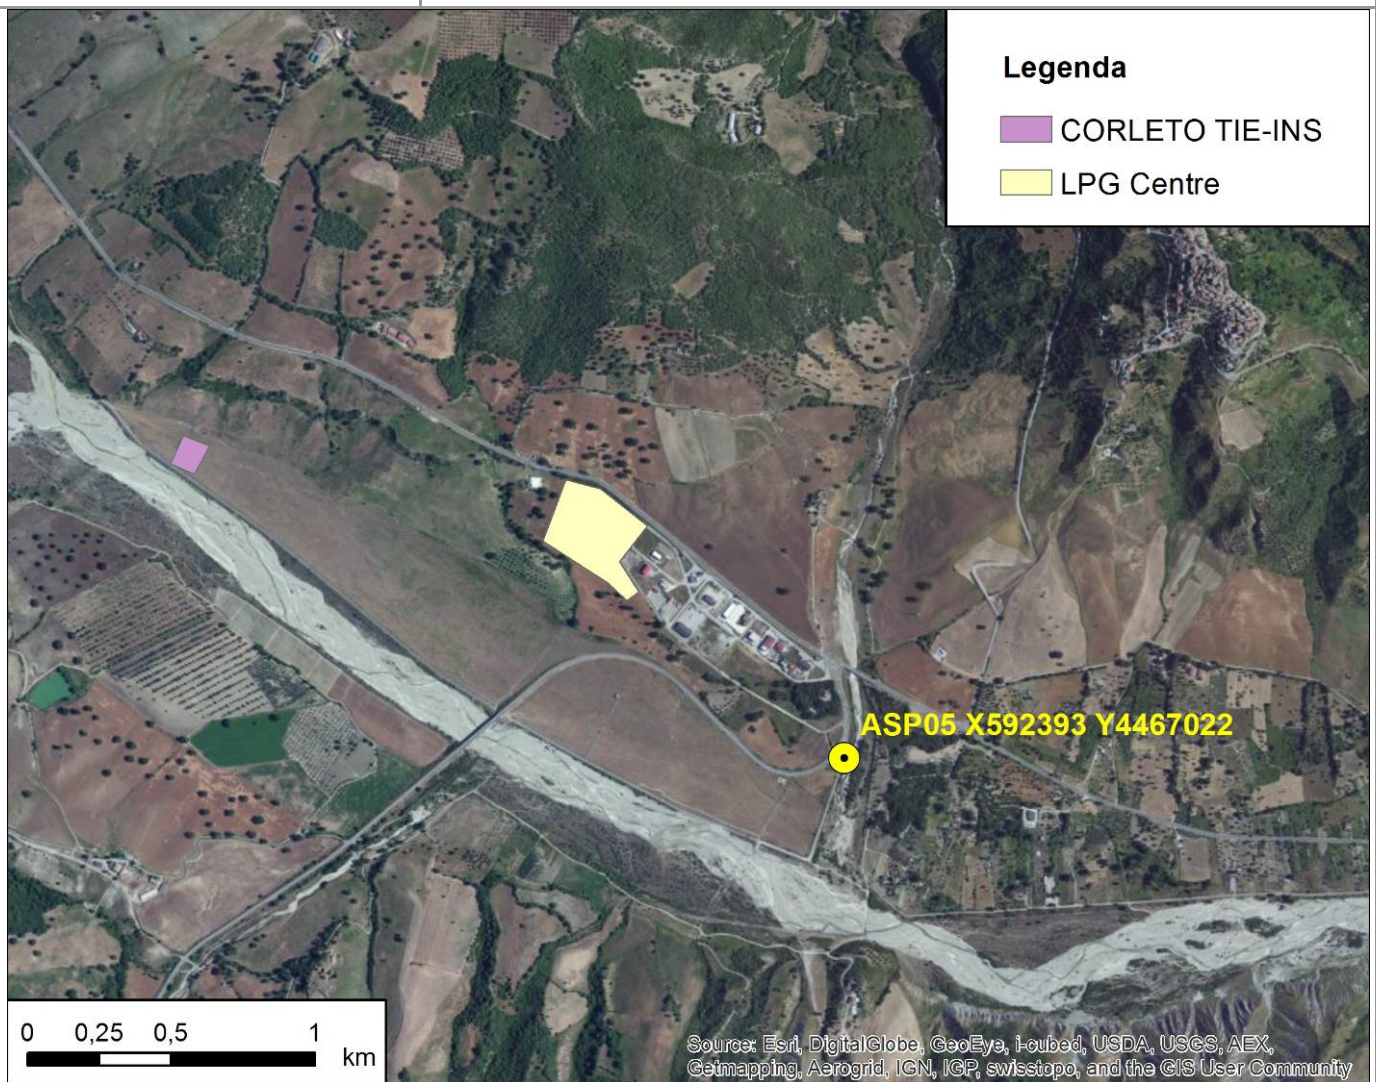 Legenda
CORLETO TIE-INS
LPG Centre
ASP05 X592393 Y4467022
0 0,25 0,5 1
km
Source: Esri, DigitalGlobe, GeoEye, i-cubed, USDA, USGS, AEX,
Getmapping, Aerogrid, IGN, IGP, swisstopo, and the GIS User Community